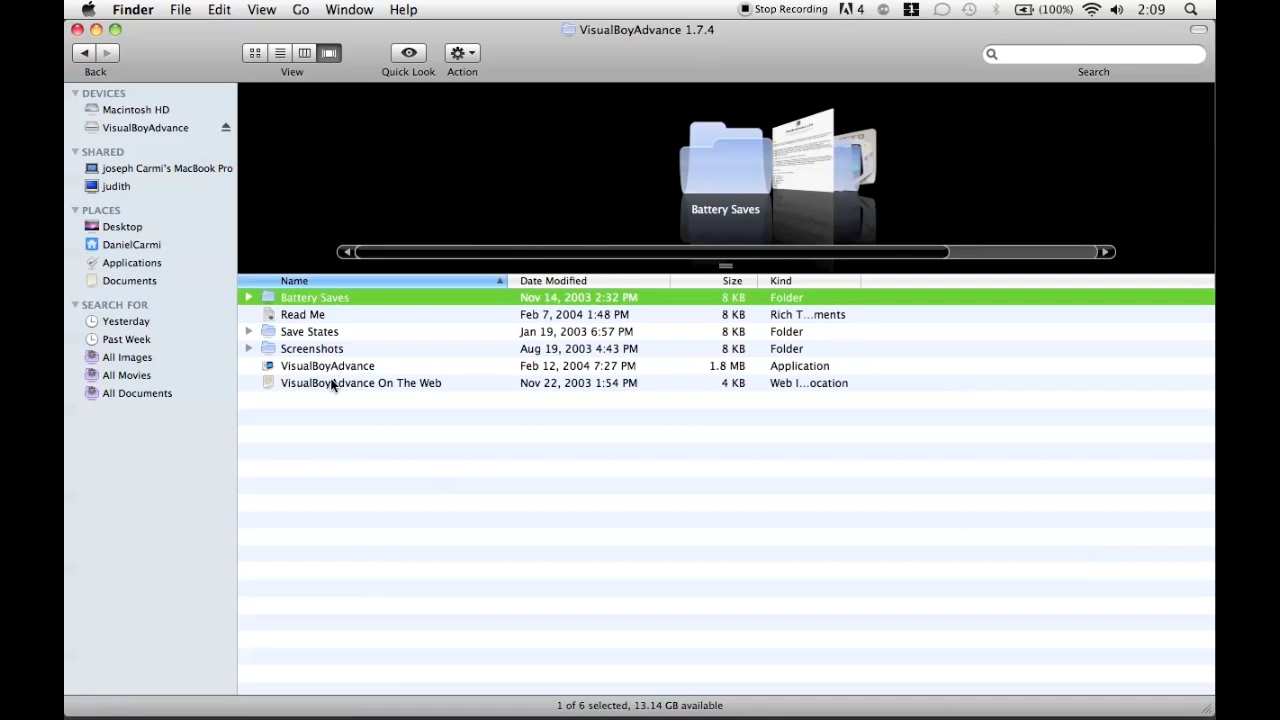 Finder File Edit View Go Window Help Stop Recording 4 1 (100%) 2:09
VisualBoyAdvance 1.7.4
Back View Quick Look Action Search
DEVICES
Macintosh HD
VisualBoyAdvance
SHARED
joseph Carmi's MacBook Pro
judith
PLACES
Desktop
DanielCarmi
Applications
Documents
SEARCH FOR
Yesterday
Past Week
All Images
All Movies
All Documents
Battery Saves
Name Date Modified Size Kind
Battery Saves Nov 14, 2003 2:32 PM 8 KB Folder
Read Me Feb 7, 2004 1:48 PM 8 KB Rich T...ments
Save States Jan 19, 2003 6:57 PM 8 KB Folder
Screenshots Aug 19, 2003 4:43 PM 8 KB Folder
VisualBoyAdvance Feb 12, 2004 7:27 PM 1.8 MB Application
VisualBoyAdvance On The Web Nov 22, 2003 1:54 PM 4 KB Web I...ocation
1 of 6 selected, 13.14 GB available